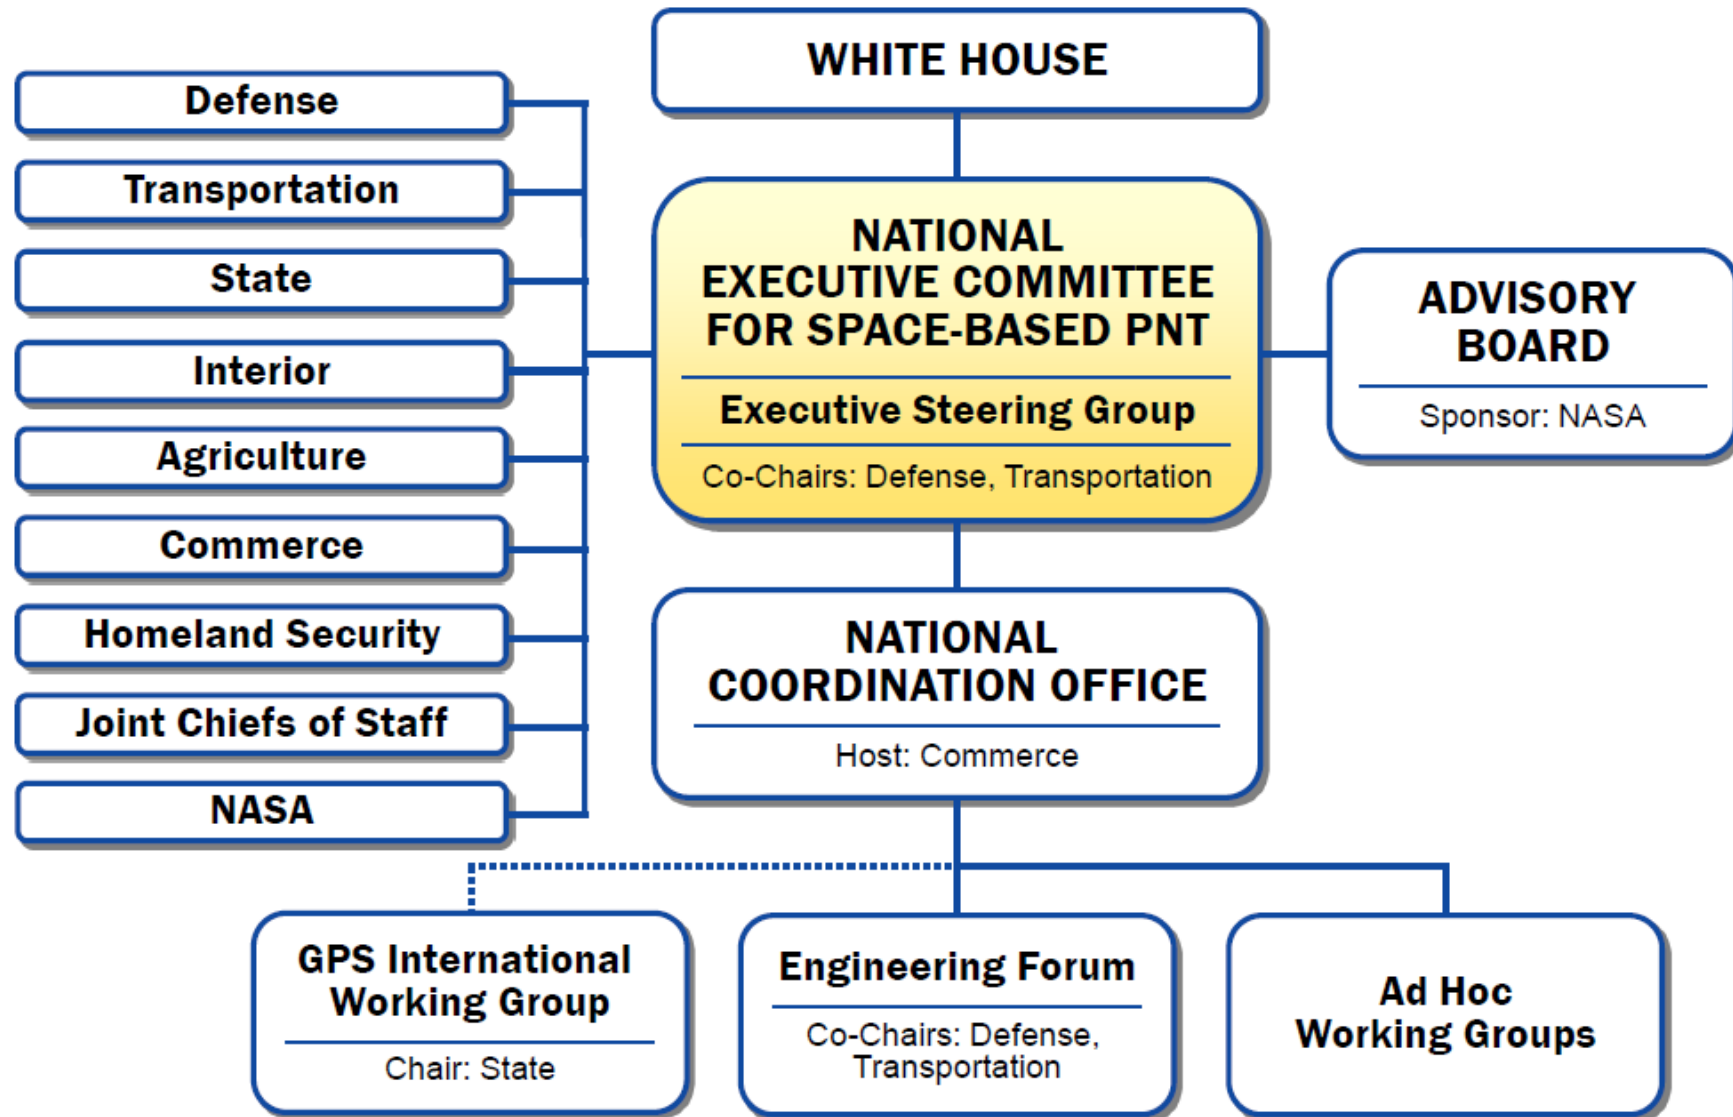 WHITE HOUSE
Defense
Transportation
State
Interior
Agriculture
Commerce
Homeland Security
Joint Chiefs of Staff
NASA
NATIONAL
EXECUTIVE COMMITTEE
FOR SPACE-BASED PNT
Executive Steering Group
Co-Chairs: Defense, Transportation
ADVISORY
BOARD
Sponsor: NASA
NATIONAL
COORDINATION OFFICE
Host: Commerce
GPS International
Working Group
Chair: State
Engineering Forum
Co-Chairs: Defense,
Transportation
Ad Hoc
Working Groups